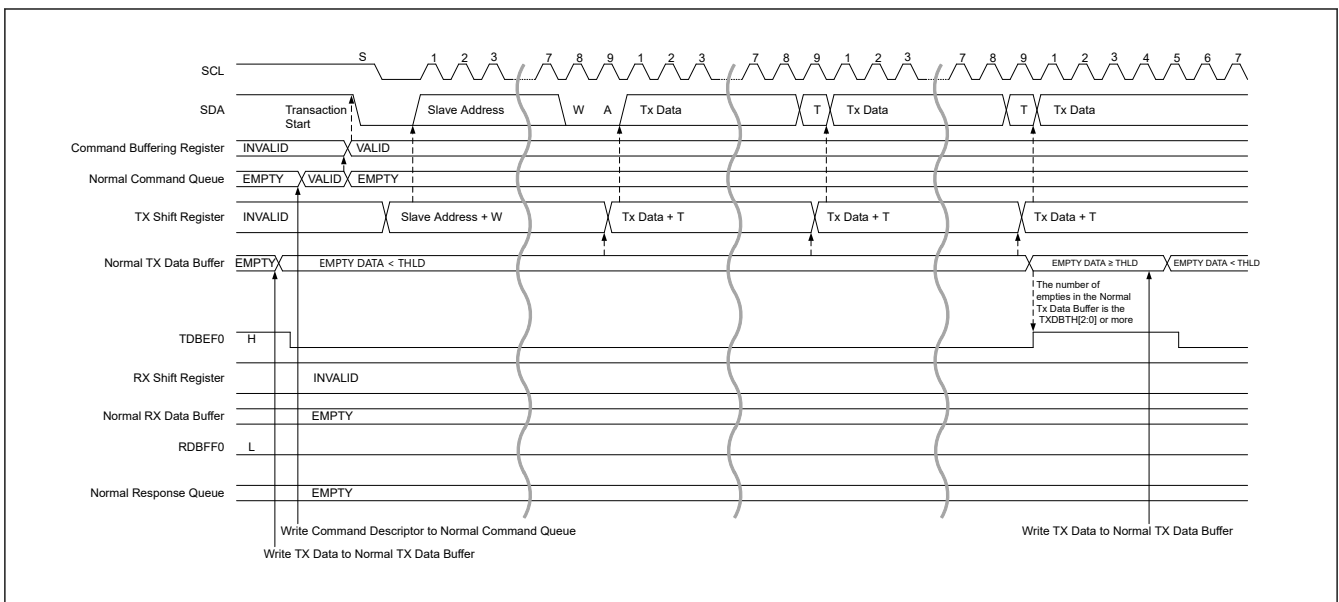 S 1 2 3 7 8 9 1 2 3 7 8 9 1 2 3 7 8 9 1 2 3 4 5 6 7
SCL
SDA Transaction Start Slave Address W A Tx Data T Tx Data T Tx Data
Command Buffering Register INVALID VALID
Normal Command Queue EMPTY VALID EMPTY
TX Shift Register INVALID Slave Address + W Tx Data + T Tx Data + T Tx Data + T
Normal TX Data Buffer EMPTY EMPTY DATA < THLD EMPTY DATA ≥ THLD EMPTY DATA < THLD
The number of
empties in the Normal
Tx Data Buffer is the
TXDBTH[2:0] or more
TDBEF0 H
RX Shift Register INVALID
Normal RX Data Buffer EMPTY
RDBFF0 L
Normal Response Queue EMPTY
Write Command Descriptor to Normal Command Queue Write TX Data to Normal TX Data Buffer
Write TX Data to Normal TX Data Buffer